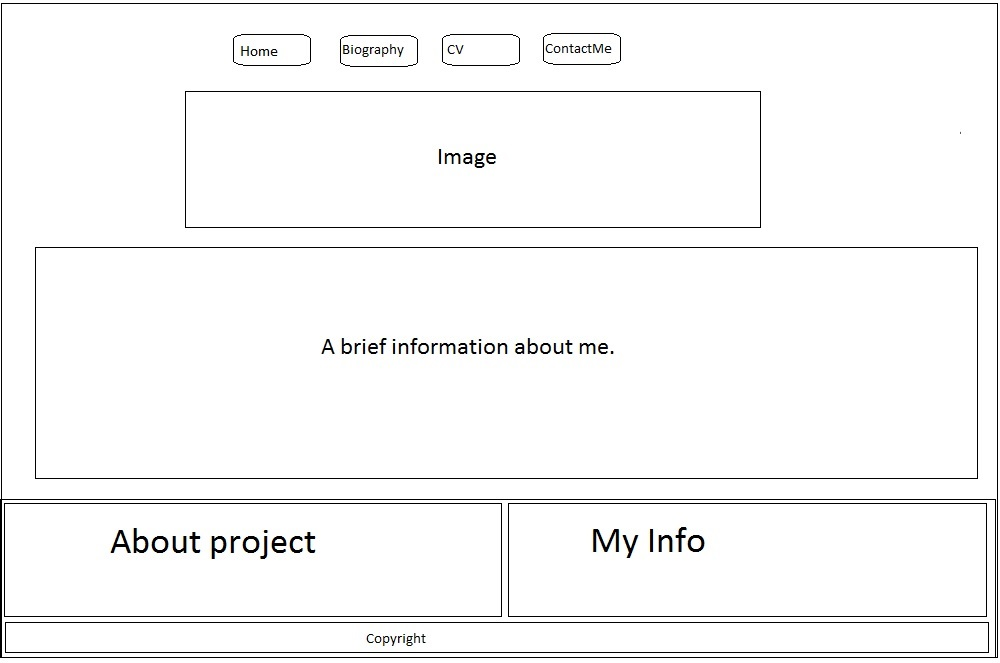 Home
Biography
CV
ContactMe
Image
A brief information about me.
About project
My Info
Copyright